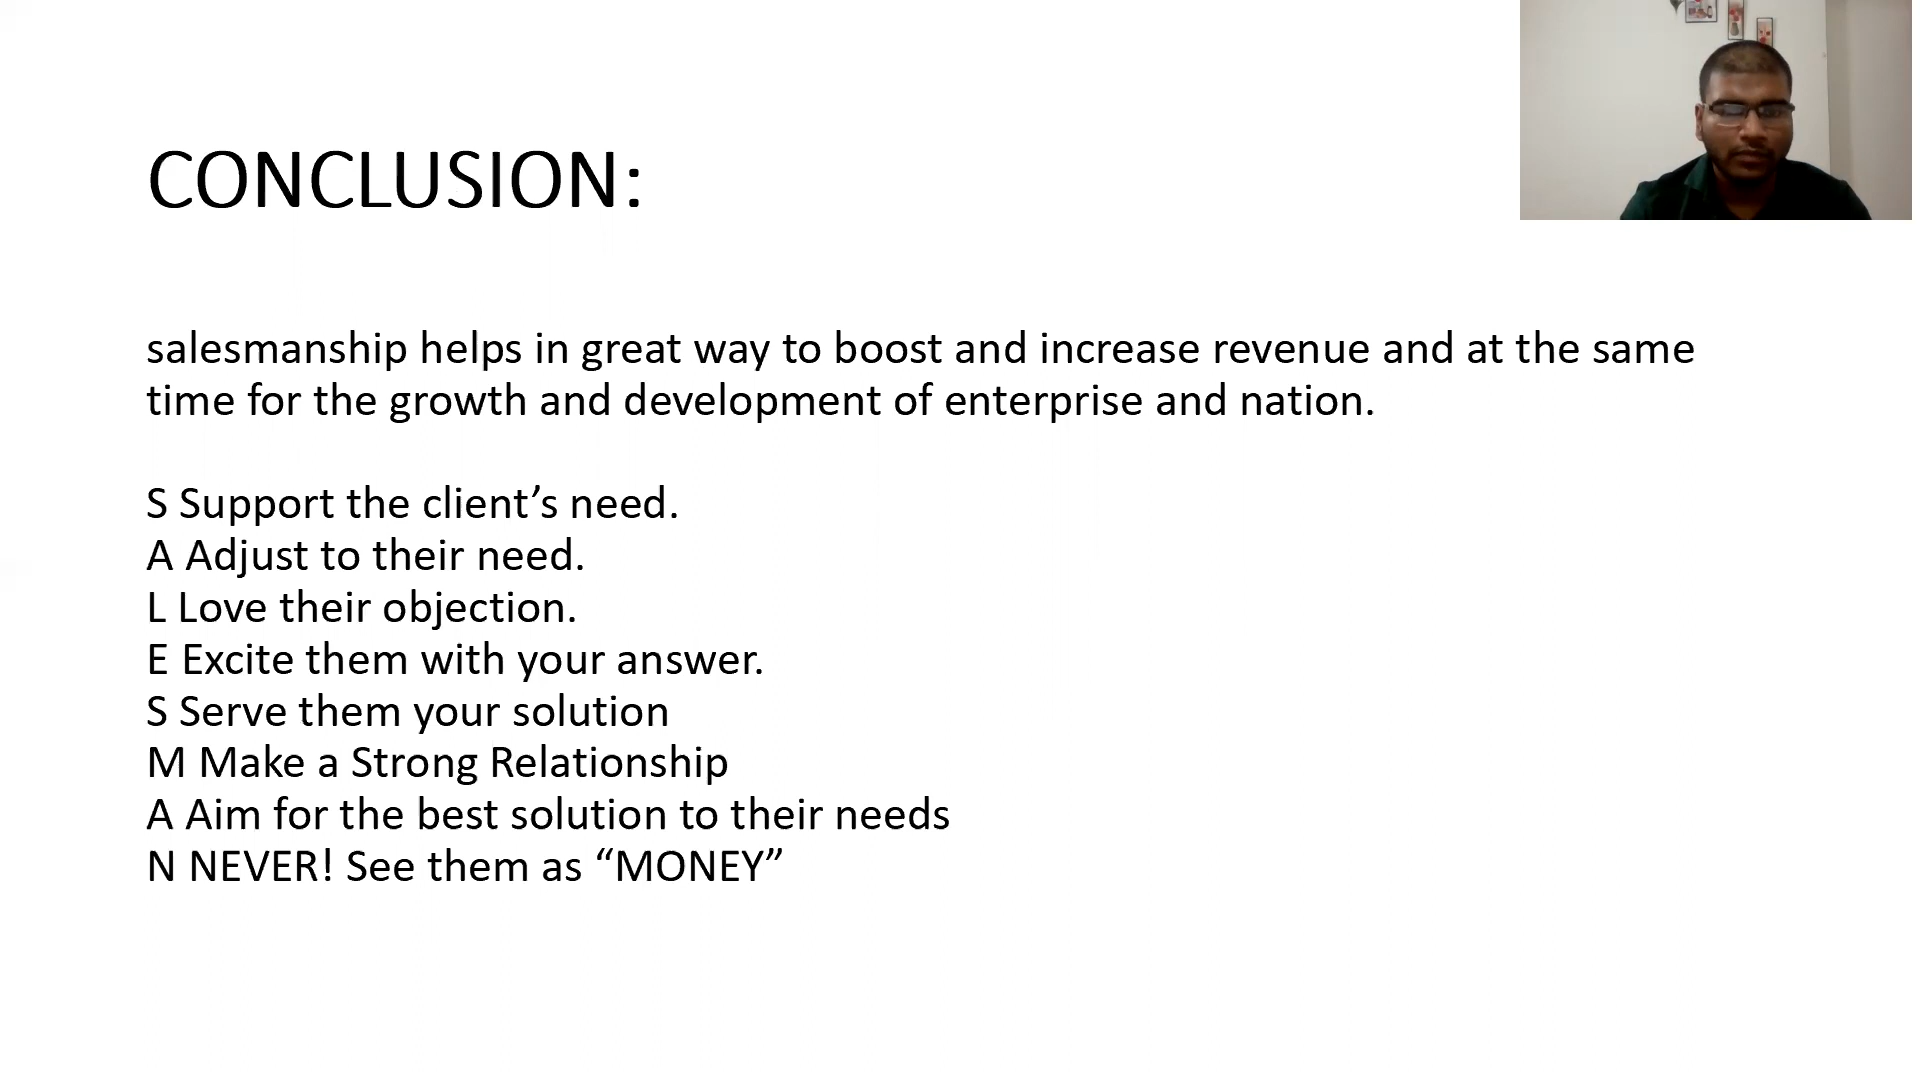 CONCLUSION:
salesmanship helps in great way to boost and increase revenue and at the same
time for the growth and development of enterprise and nation.
S Support the client’s need.
A Adjust to their need.
L Love their objection.
E Excite them with your answer.
S Serve them your solution
M Make a Strong Relationship
A Aim for the best solution to their needs
N NEVER! See them as “MONEY”